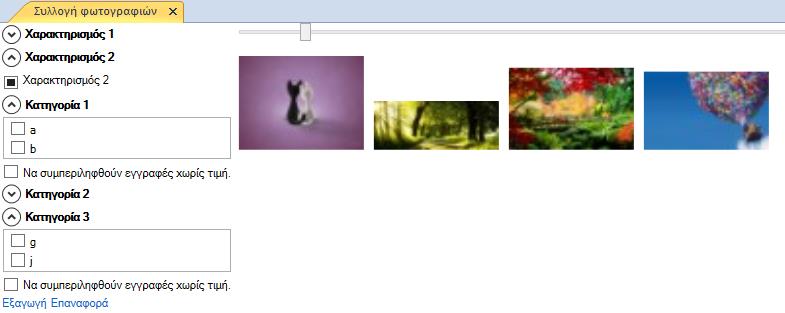 Συλλογή φωτογραφιών
Χαρακτηρισμός 1
Χαρακτηρισμός 2
Χαρακτηρισμός 2
Κατηγορία 1
a
b
Να συμπεριληφθούν εγγραφές χωρίς τιμή.
Κατηγορία 2
Κατηγορία 3
g
j
Να συμπεριληφθούν εγγραφές χωρίς τιμή.
Εξαγωγή Επαναφορά